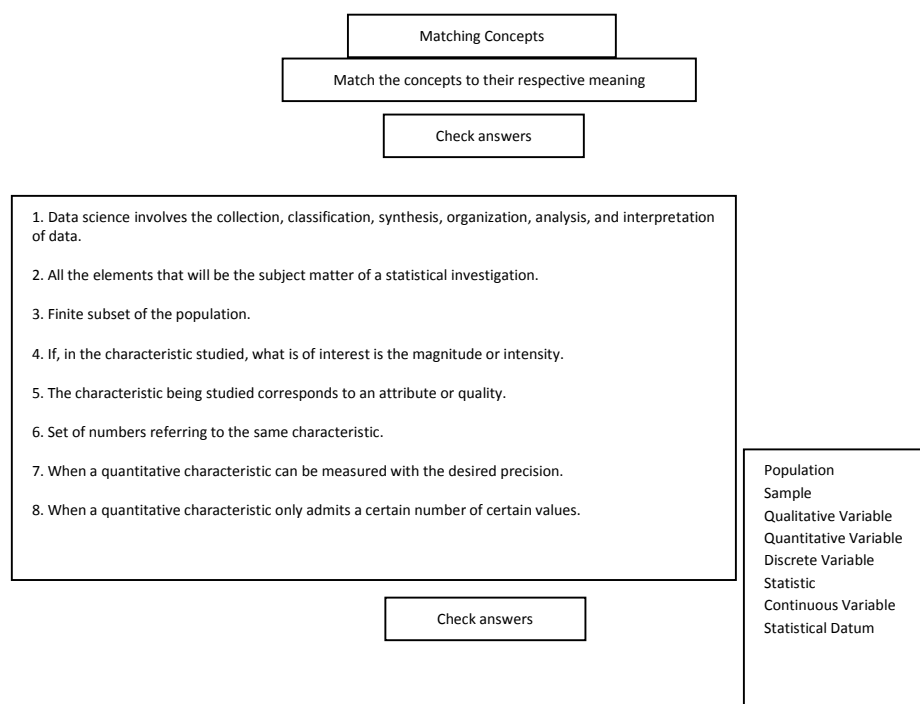 Matching Concepts
Match the concepts to their respective meaning
Check answers
1. Data science involves the collection, classification, synthesis, organization, analysis, and interpretation
of data.
2. All the elements that will be the subject matter of a statistical investigation.
3. Finite subset of the population.
4. If, in the characteristic studied, what is of interest is the magnitude or intensity.
5. The characteristic being studied corresponds to an attribute or quality.
6. Set of numbers referring to the same characteristic.
7. When a quantitative characteristic can be measured with the desired precision.
8. When a quantitative characteristic only admits a certain number of certain values.
Population
Sample
Qualitative Variable
Quantitative Variable
Discrete Variable
Statistic
Continuous Variable
Statistical Datum
Check answers